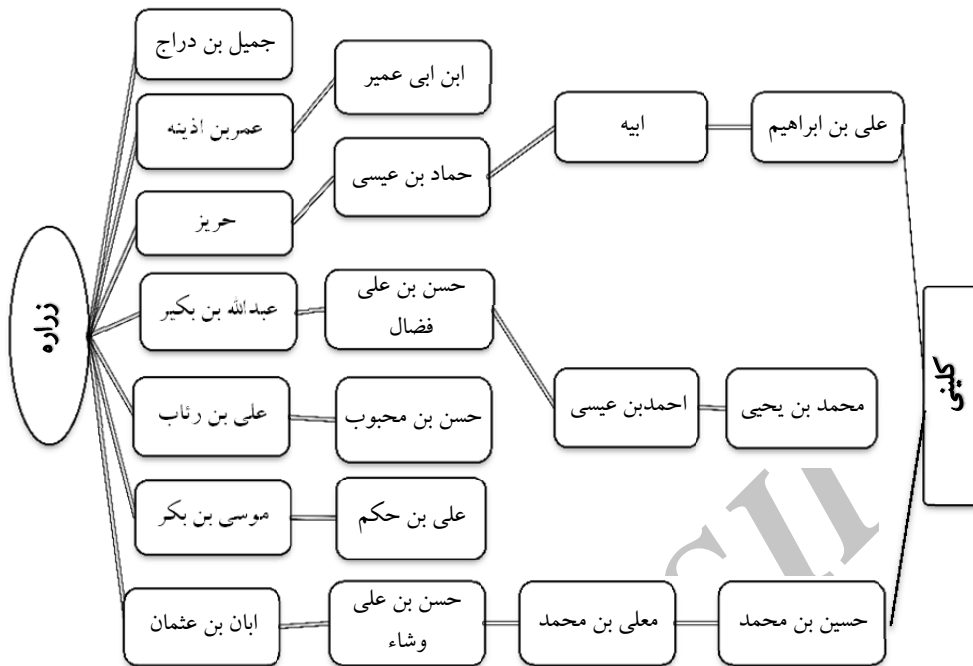 جمیل بن دراج
ابن ابی عمیر
عمربن اذینه
ابیه
علی بن ابراهیم
حماد بن عیسی
حریز
زراره
کلینی
حسن بن علی
فضال
عبدالله بن بکیر
احمدبن عیسی
محمد بن یحیی
علی بن رئاب
حسن بن محبوب
موسی بن بکر
علی بن حکم
ابان بن عثمان
حسن بن علی
وشاء
معلی بن محمد
حسین بن محمد